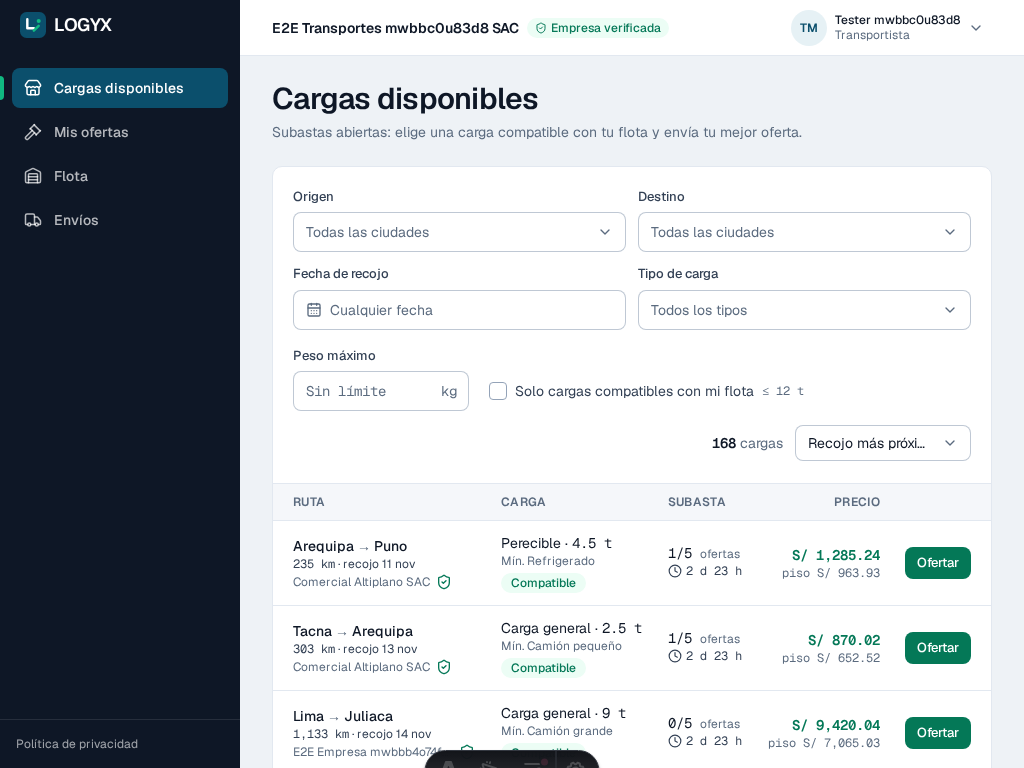 LOGYX
E2E Transportes mwbbc0u83d8 SAC
Empresa verificada
TM
Tester mwbbc0u83d8
Transportista
Cargas disponibles
Mis ofertas
Flota
Envíos
Política de privacidad
Cargas disponibles
Subastas abiertas: elige una carga compatible con tu flota y envía tu mejor oferta.
Origen
Destino
Todas las ciudades
Todas las ciudades
Fecha de recojo
Tipo de carga
Cualquier fecha
Todos los tipos
Peso máximo
Sin límite kg
Solo cargas compatibles con mi flota ≤ 12 t
168 cargas
Recojo más próxi...
RUTA CARGA SUBASTA PRECIO
Arequipa → Puno
235 km · recojo 11 nov
Comercial Altiplano SAC
Perecible · 4.5 t
Mín. Refrigerado
Compatible
1/5 ofertas
2 d 23 h
S/ 1,285.24
piso S/ 963.93
Ofertar
Tacna → Arequipa
303 km · recojo 13 nov
Comercial Altiplano SAC
Carga general · 2.5 t
Mín. Camión pequeño
Compatible
1/5 ofertas
2 d 23 h
S/ 870.02
piso S/ 652.52
Ofertar
Lima → Juliaca
1,133 km · recojo 14 nov
E2E Empresa
Carga general · 9 t
Mín. Camión grande
0/5 ofertas
2 d 23 h
S/ 9,420.04
piso S/ 7,065.03
Ofertar